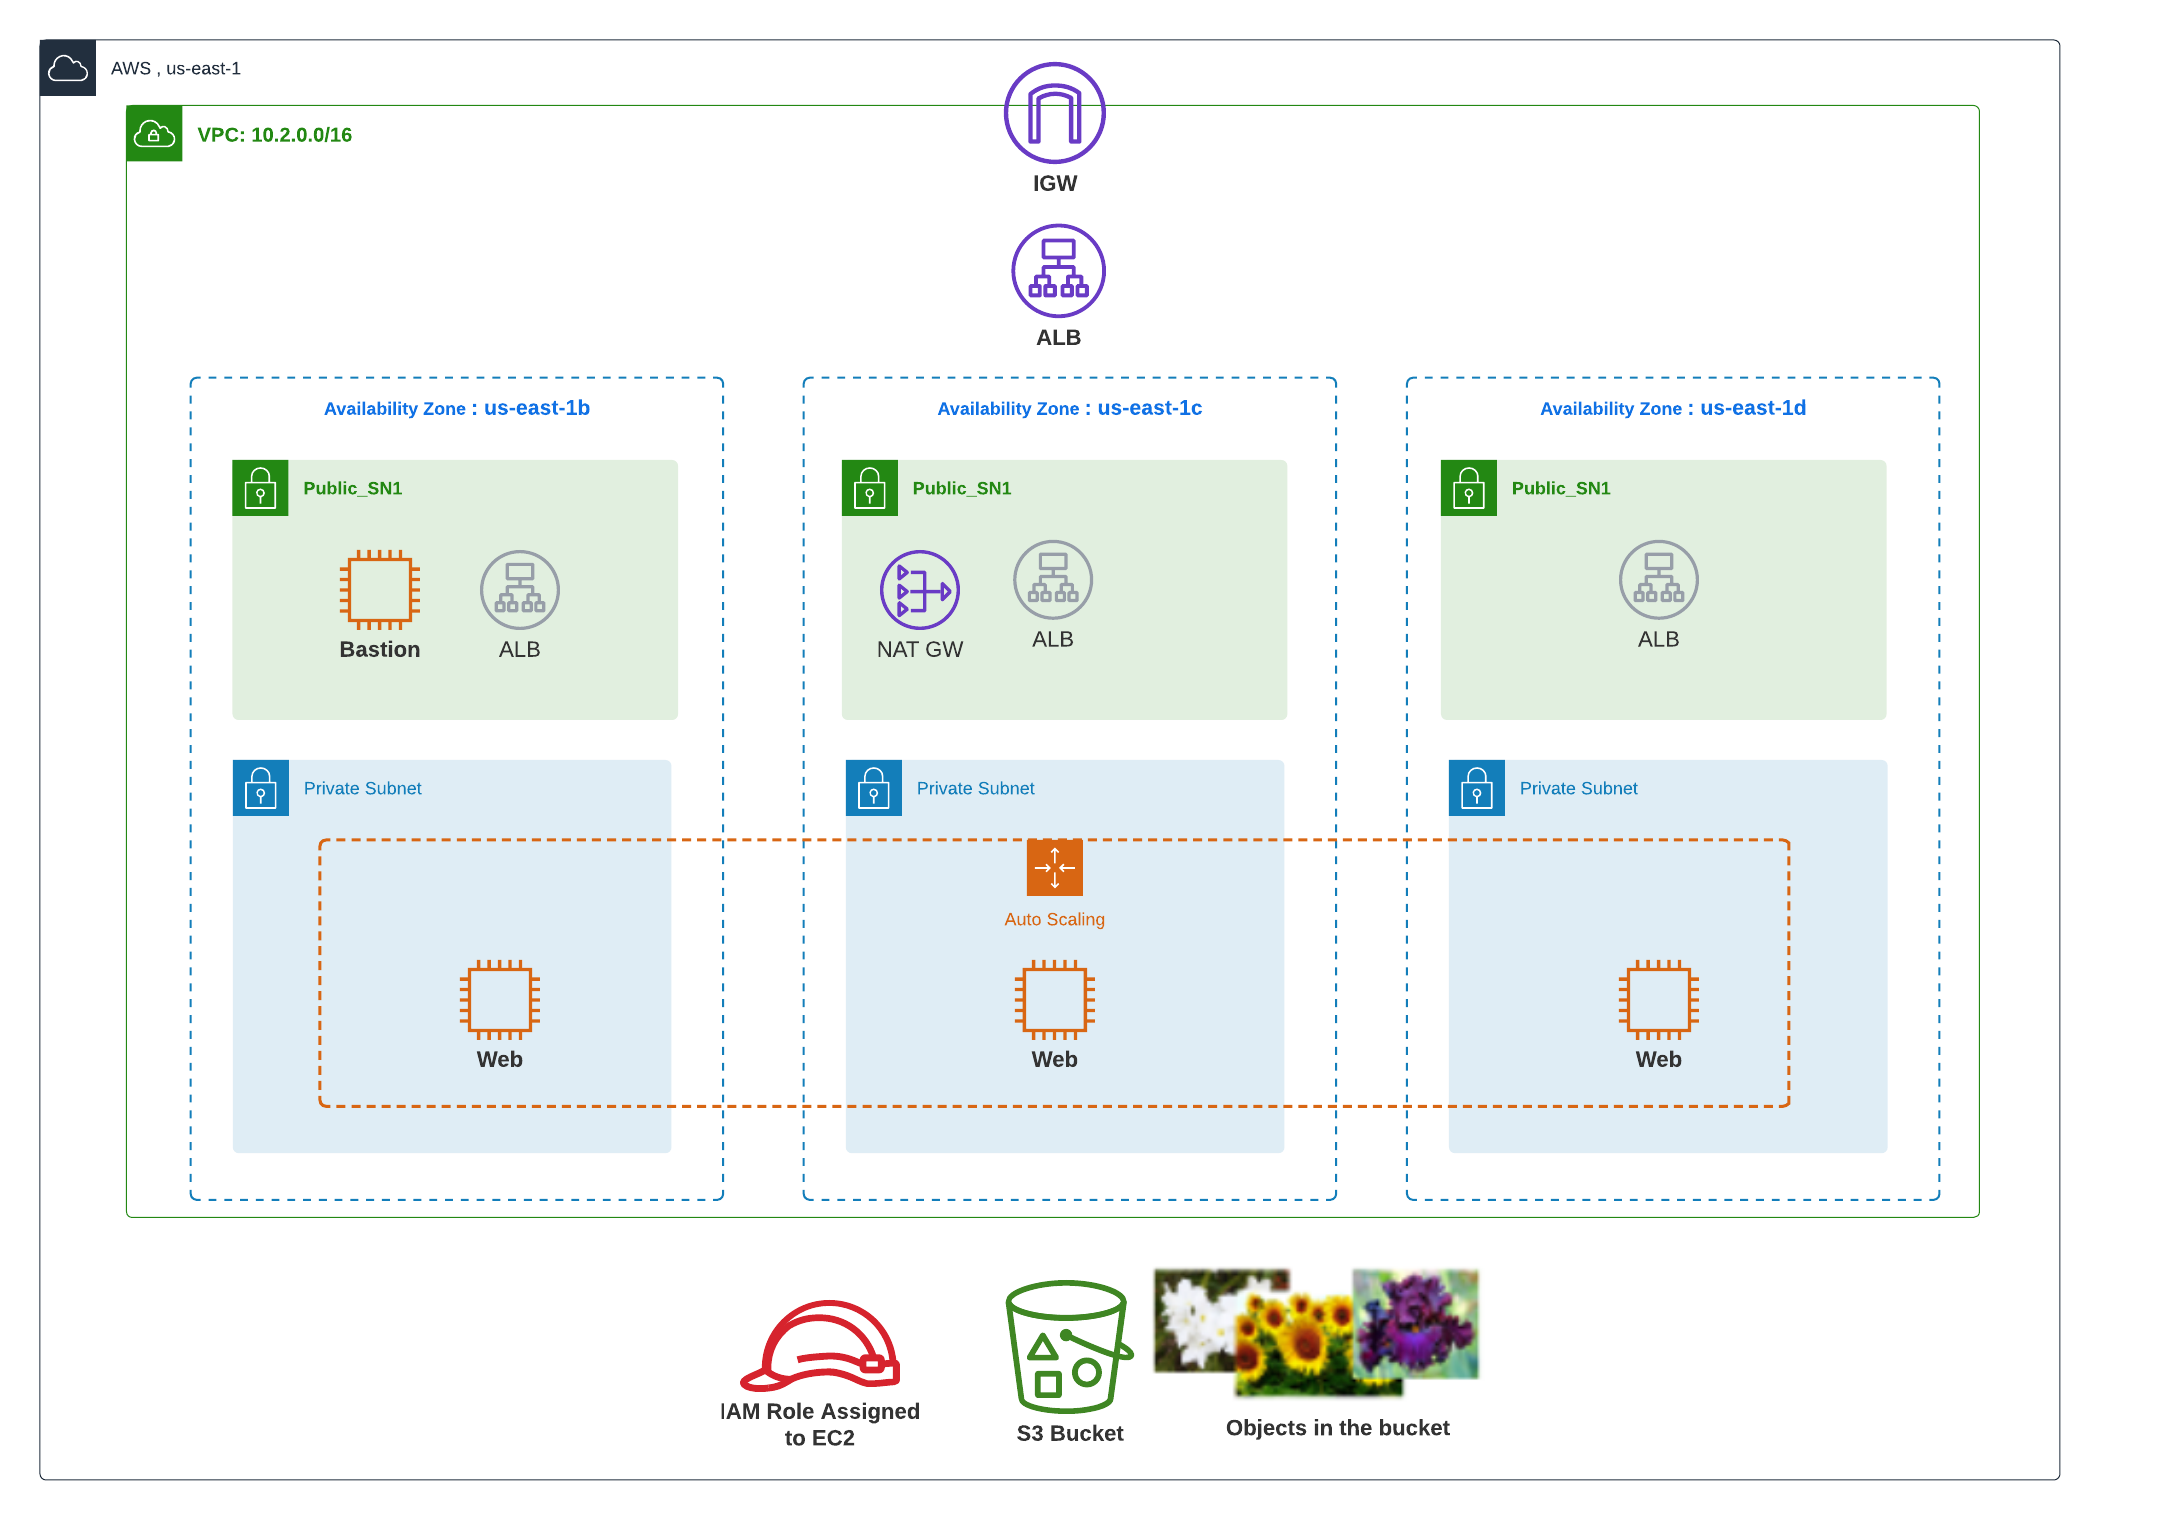 AWS , us-east-1
VPC: 10.2.0.0/16
IGW
ALB
Availability Zone : us-east-1b
Availability Zone : us-east-1c
Availability Zone : us-east-1d
Public_SN1
Public_SN1
Public_SN1
Bastion
ALB
NAT GW
ALB
ALB
Private Subnet
Private Subnet
Private Subnet
Auto Scaling
Web
Web
Web
IAM Role Assigned
to EC2
S3 Bucket
Objects in the bucket